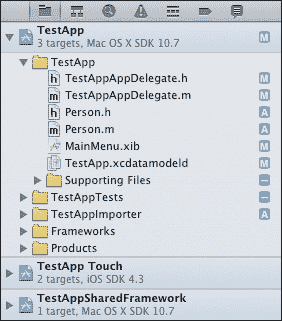 TestApp
M
3 targets, Mac OS X SDK 10.7
TestApp
TestAppAppDelegate.h
M
TestAppAppDelegate.m
M
Person.h
A
Person.m
A
MainMenu.xib
M
TestApp.xcdatamodeld
M
Supporting Files
TestAppTests
TestAppImporter
A
Frameworks
Products
TestApp Touch
2 targets, iOS SDK 4.3
TestAppSharedFramework
1 target, Mac OS X SDK 10.7